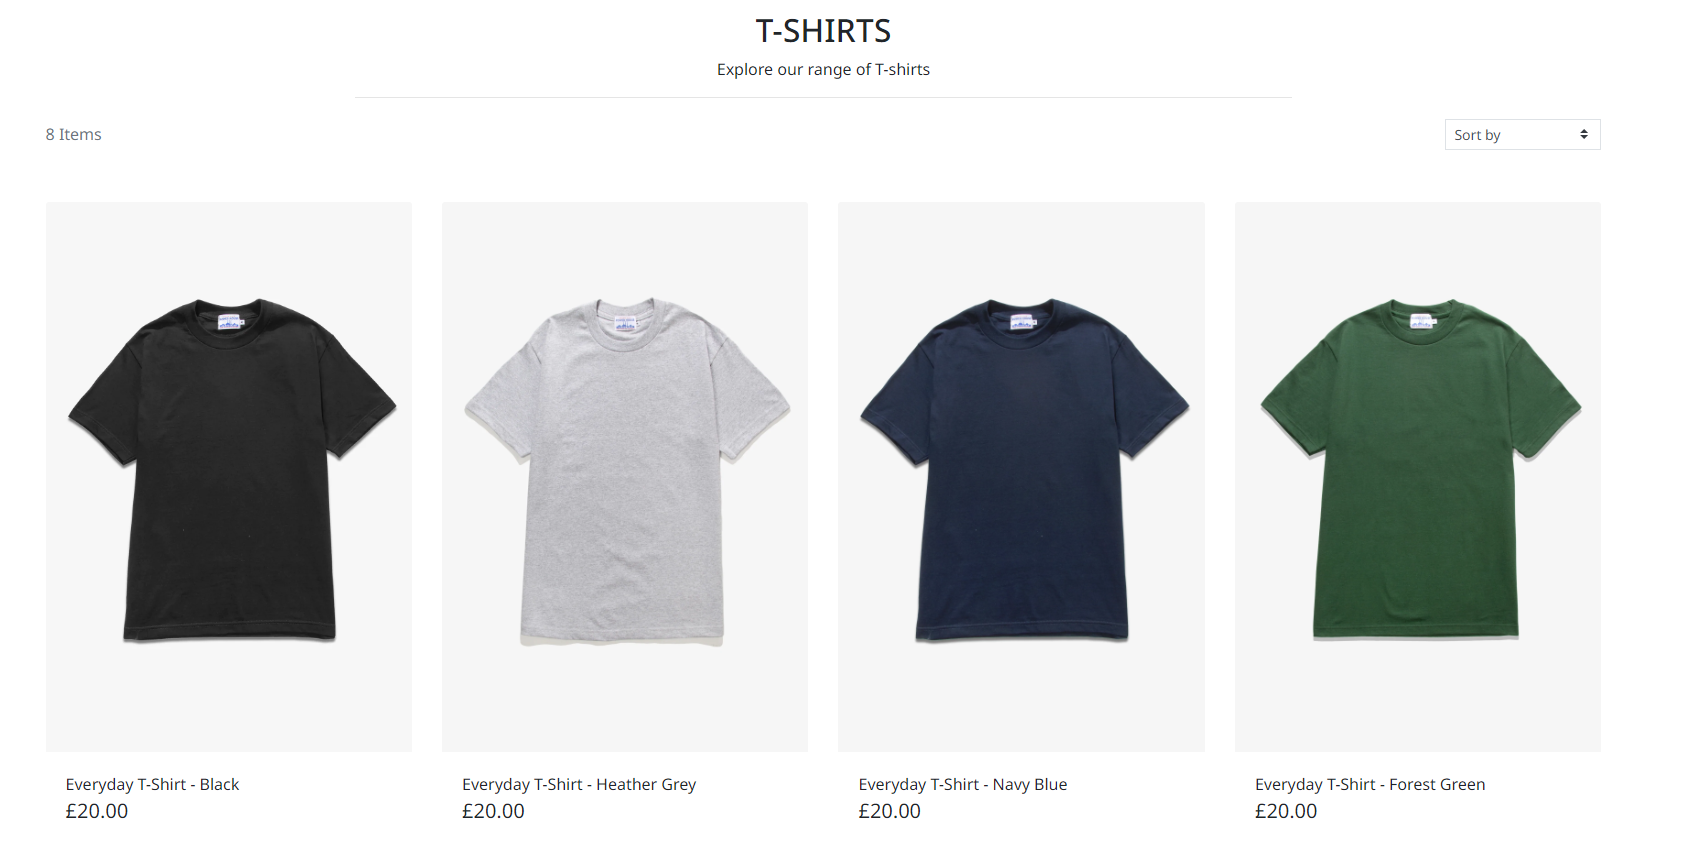 T-SHIRTS
Explore our range of T-shirts
8 Items
Sort by
Everyday T-Shirt - Black
£20.00
Everyday T-Shirt - Heather Grey
£20.00
Everyday T-Shirt - Navy Blue
£20.00
Everyday T-Shirt - Forest Green
£20.00